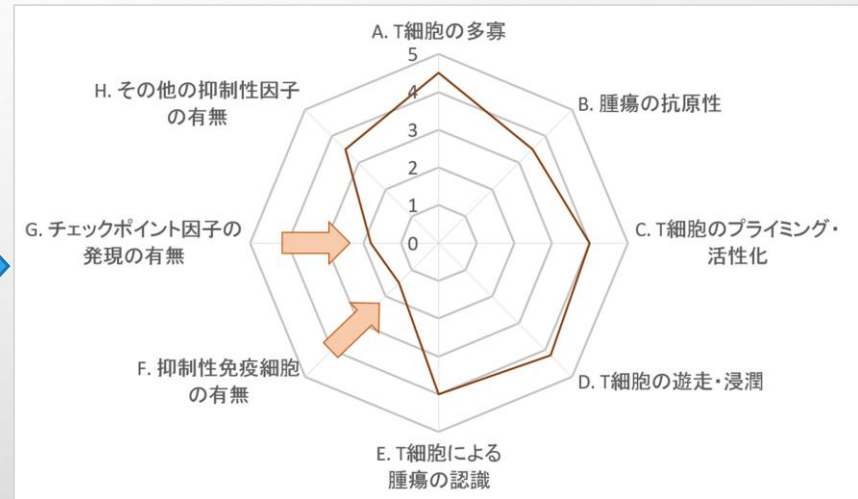 A. T細胞の多寡
5
4
3
2
1
0
B. 腫瘍の抗原性
C. T細胞のプライミング・
活性化
D. T細胞の遊走・浸潤
E. T細胞による
腫瘍の認識
F. 抑制性免疫細胞
の有無
G. チェックポイント因子の
発現の有無
H. その他の抑制性因子
の有無